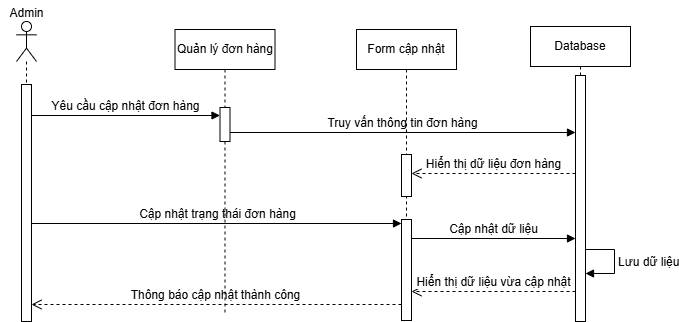 Admin
Quản lý đơn hàng
Form cập nhật
Database
Yêu cầu cập nhật đơn hàng
Truy vấn thông tin đơn hàng
Hiển thị dữ liệu đơn hàng
Cập nhật trạng thái đơn hàng
Cập nhật dữ liệu
Lưu dữ liệu
Hiển thị dữ liệu vừa cập nhật
Thông báo cập nhật thành công